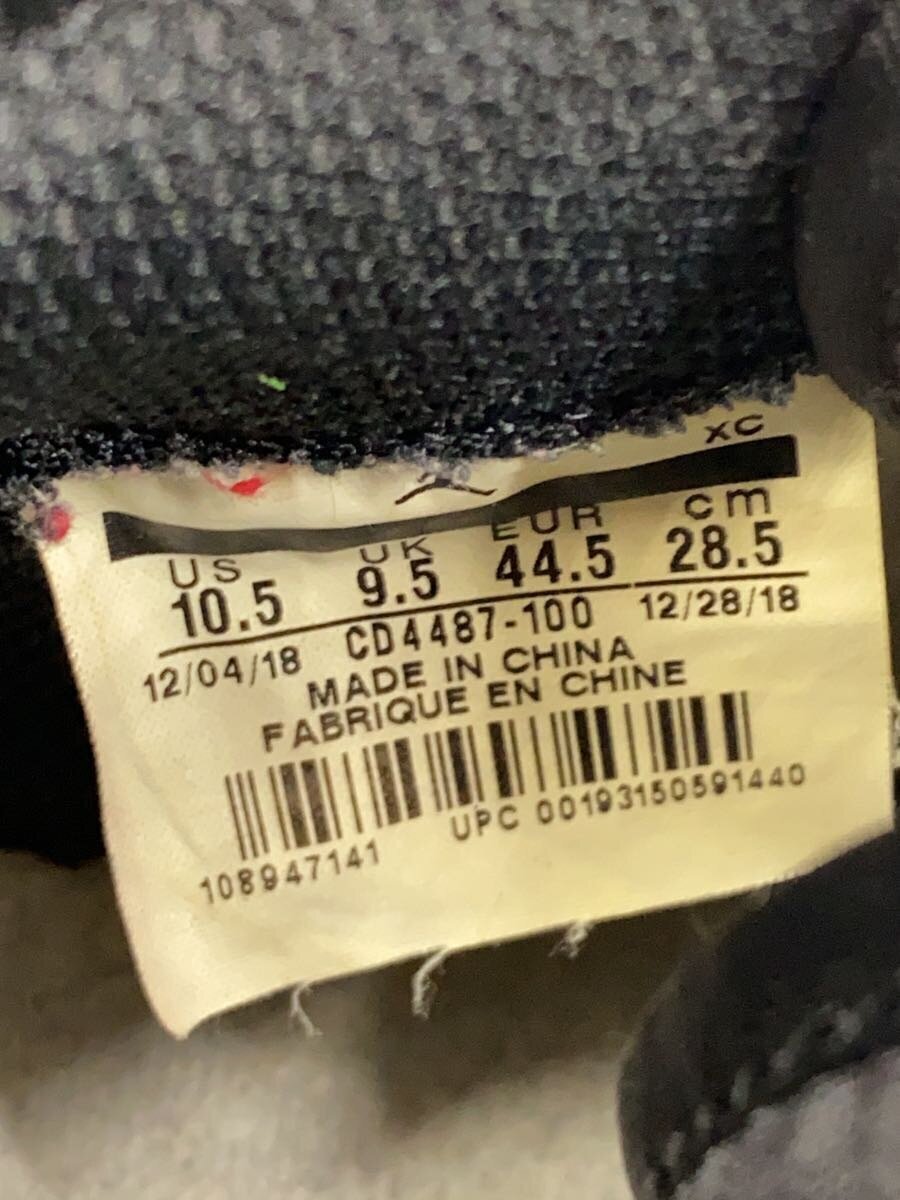 XC
US UK EUR cm
10.5 9.5 44.5 28.5
12/04/18 CD4487-100 12/28/18
MADE IN CHINA
FABRIQUE EN CHINE
108947141 UPC 00193150591440